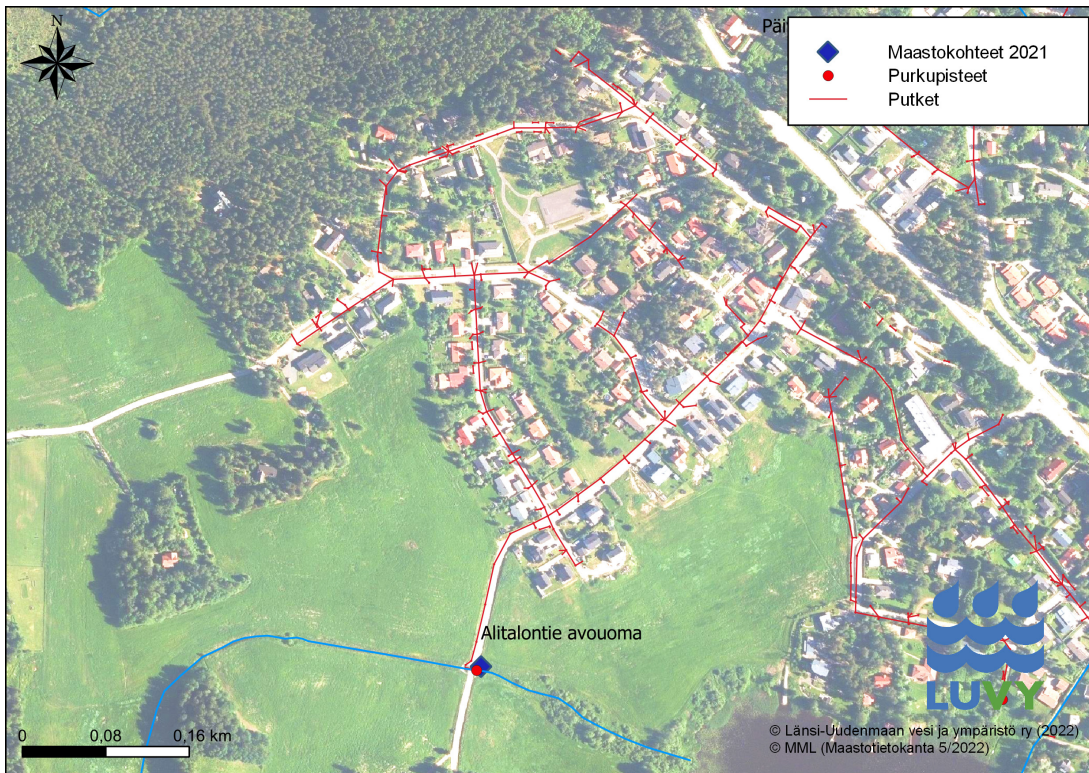 N
Päi
Maastokohteet 2021
Purkupisteet
Putket
Alitalontie avouoma
0 0,08 0,16 km
LUVY
© Länsi-Uudenmaan vesi ja ympäristö ry (2022)
© MML (Maastotietokanta 5/2022)